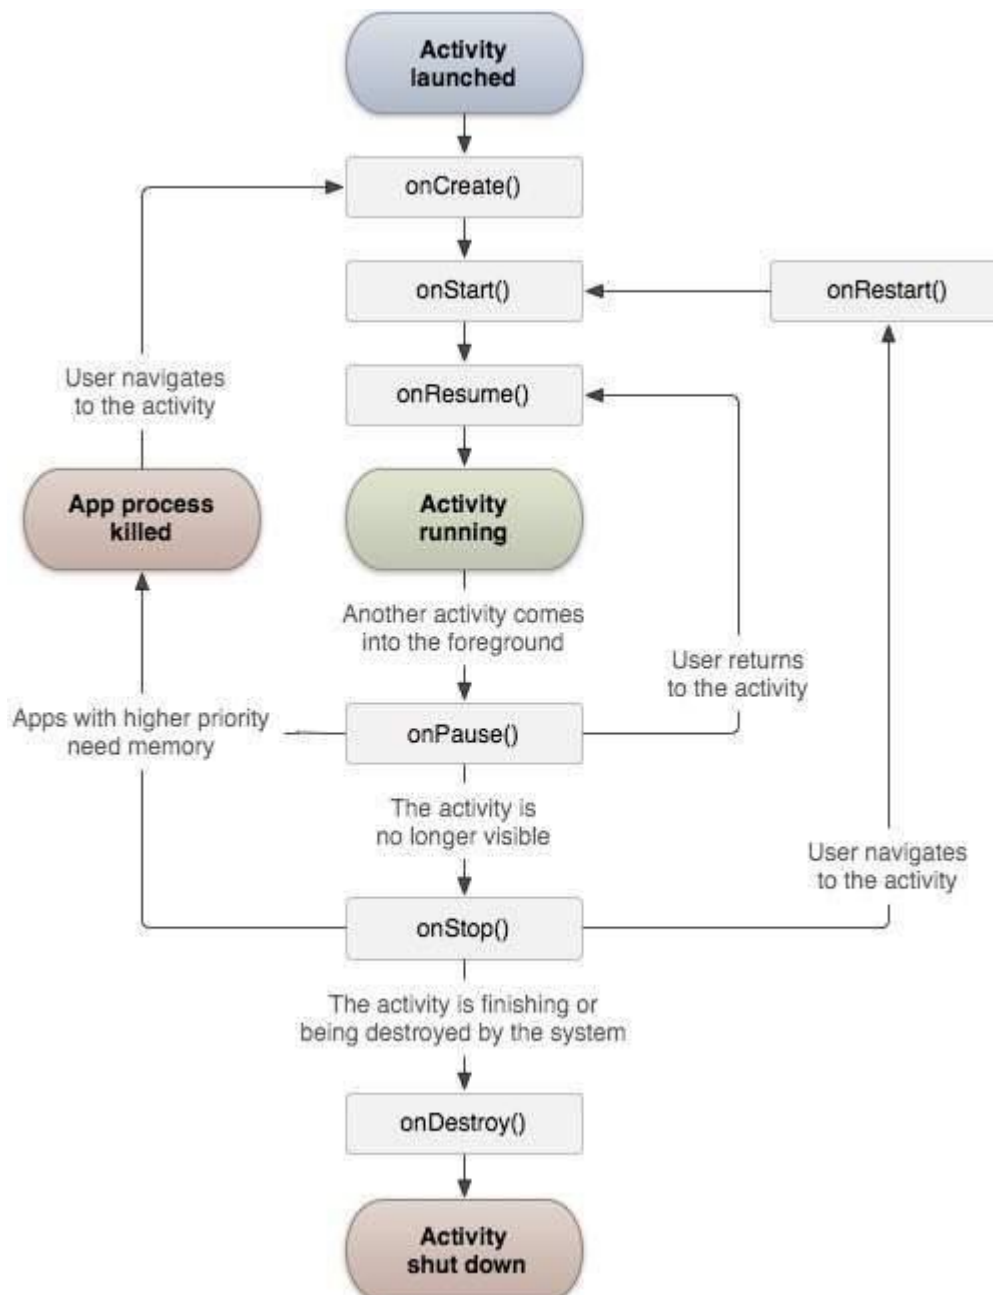 Activity
launched
onCreate()
onStart()
onRestart()
User navigates
to the activity
onResume()
App process
killed
Activity
running
Another activity comes
into the foreground
User returns
to the activity
Apps with higher priority
need memory
onPause()
The activity is
no longer visible
User navigates
to the activity
onStop()
The activity is finishing or
being destroyed by the system
onDestroy()
Activity
shut down